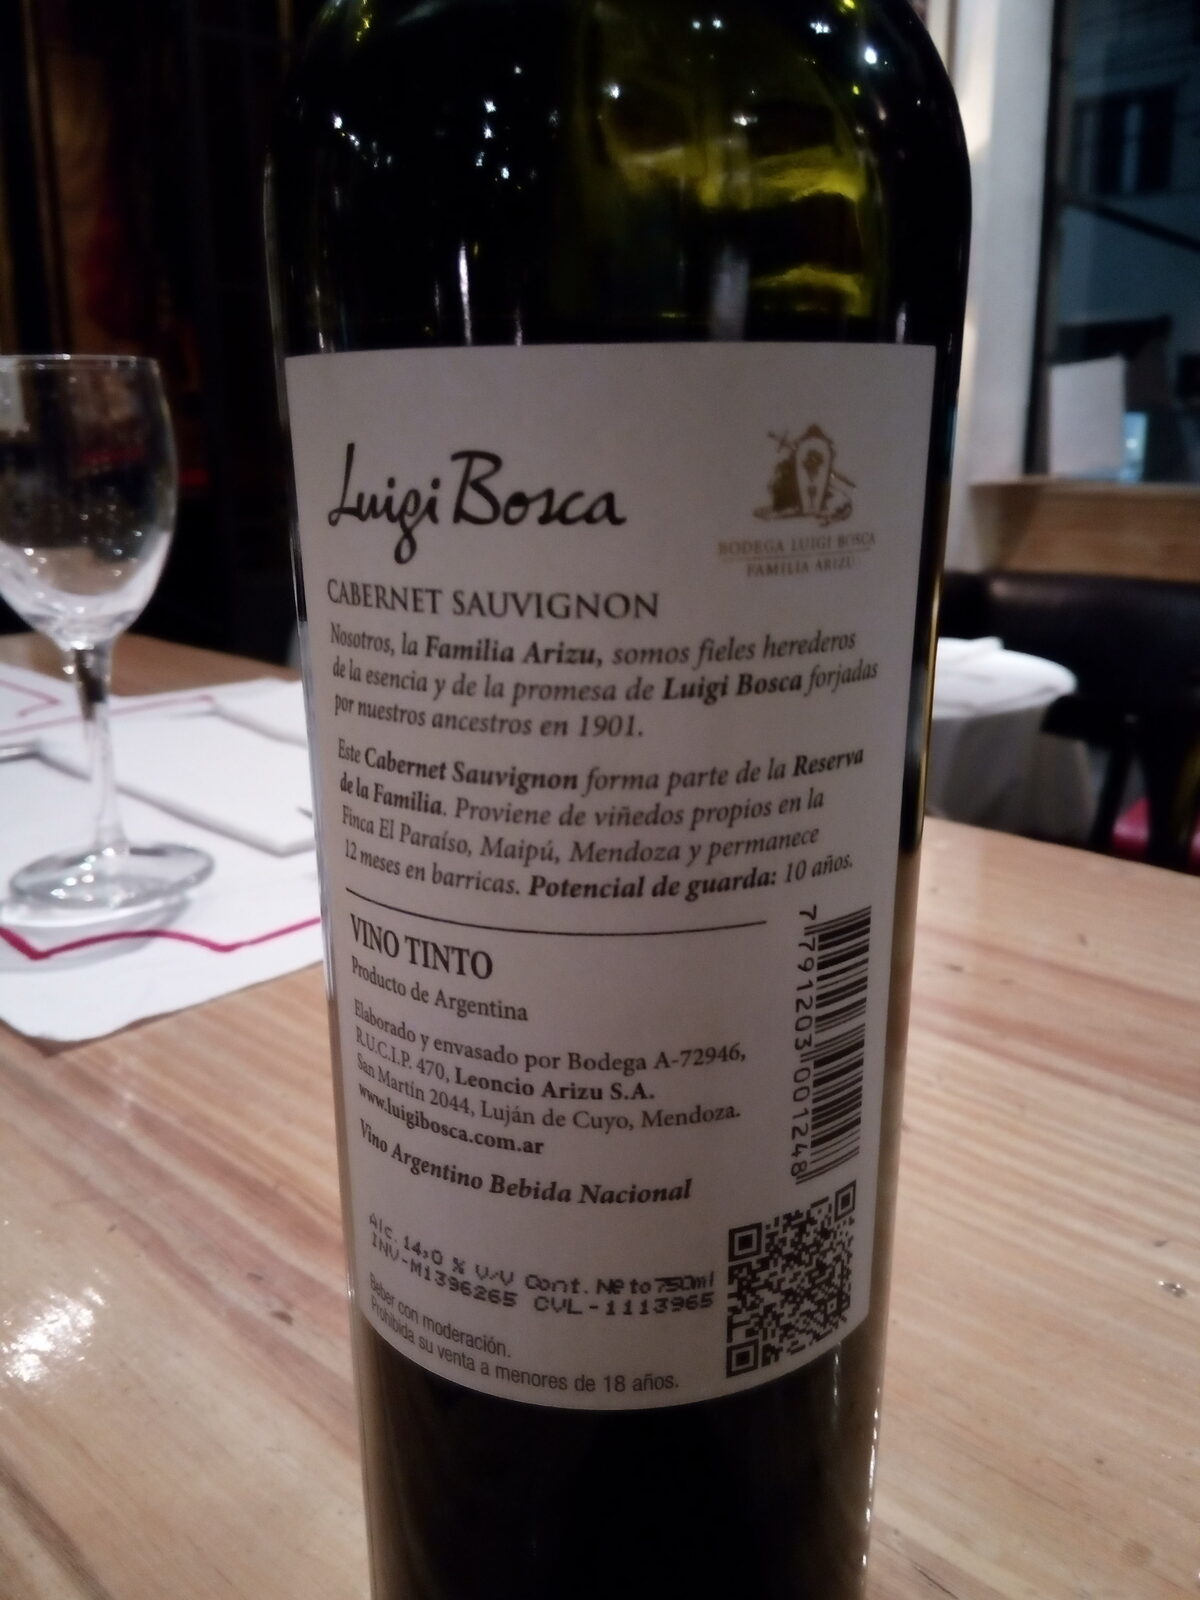 Luigi Bosca
BODEGA LUIGI BOSCA
FAMILIA ARIZU
CABERNET SAUVIGNON
Nosotros, la Familia Arizu, somos fieles herederos
de la esencia y de la promesa de Luigi Bosca forjadas
por nuestros ancestros en 1901.
Este Cabernet Sauvignon forma parte de la Reserva
de la Familia. Proviene de viñedos propios en la
Finca El Paraíso, Maipú, Mendoza y permanece
12 meses en barricas. Potencial de guarda: 10 años.
VINO TINTO
Producto de Argentina
Elaborado y envasado por Bodega A-72946,
R.U.C.I.P. 470, Leoncio Arizu S.A.
San Martín 2044, Luján de Cuyo, Mendoza.
www.luigibosca.com.ar
Vino Argentino Bebida Nacional
7 791203 001248
Alc. 14,0 % V/V Cont. Neto 750ml
INV-M1396265 CVL-1113965
Beber con moderación.
Prohibida su venta a menores de 18 años.